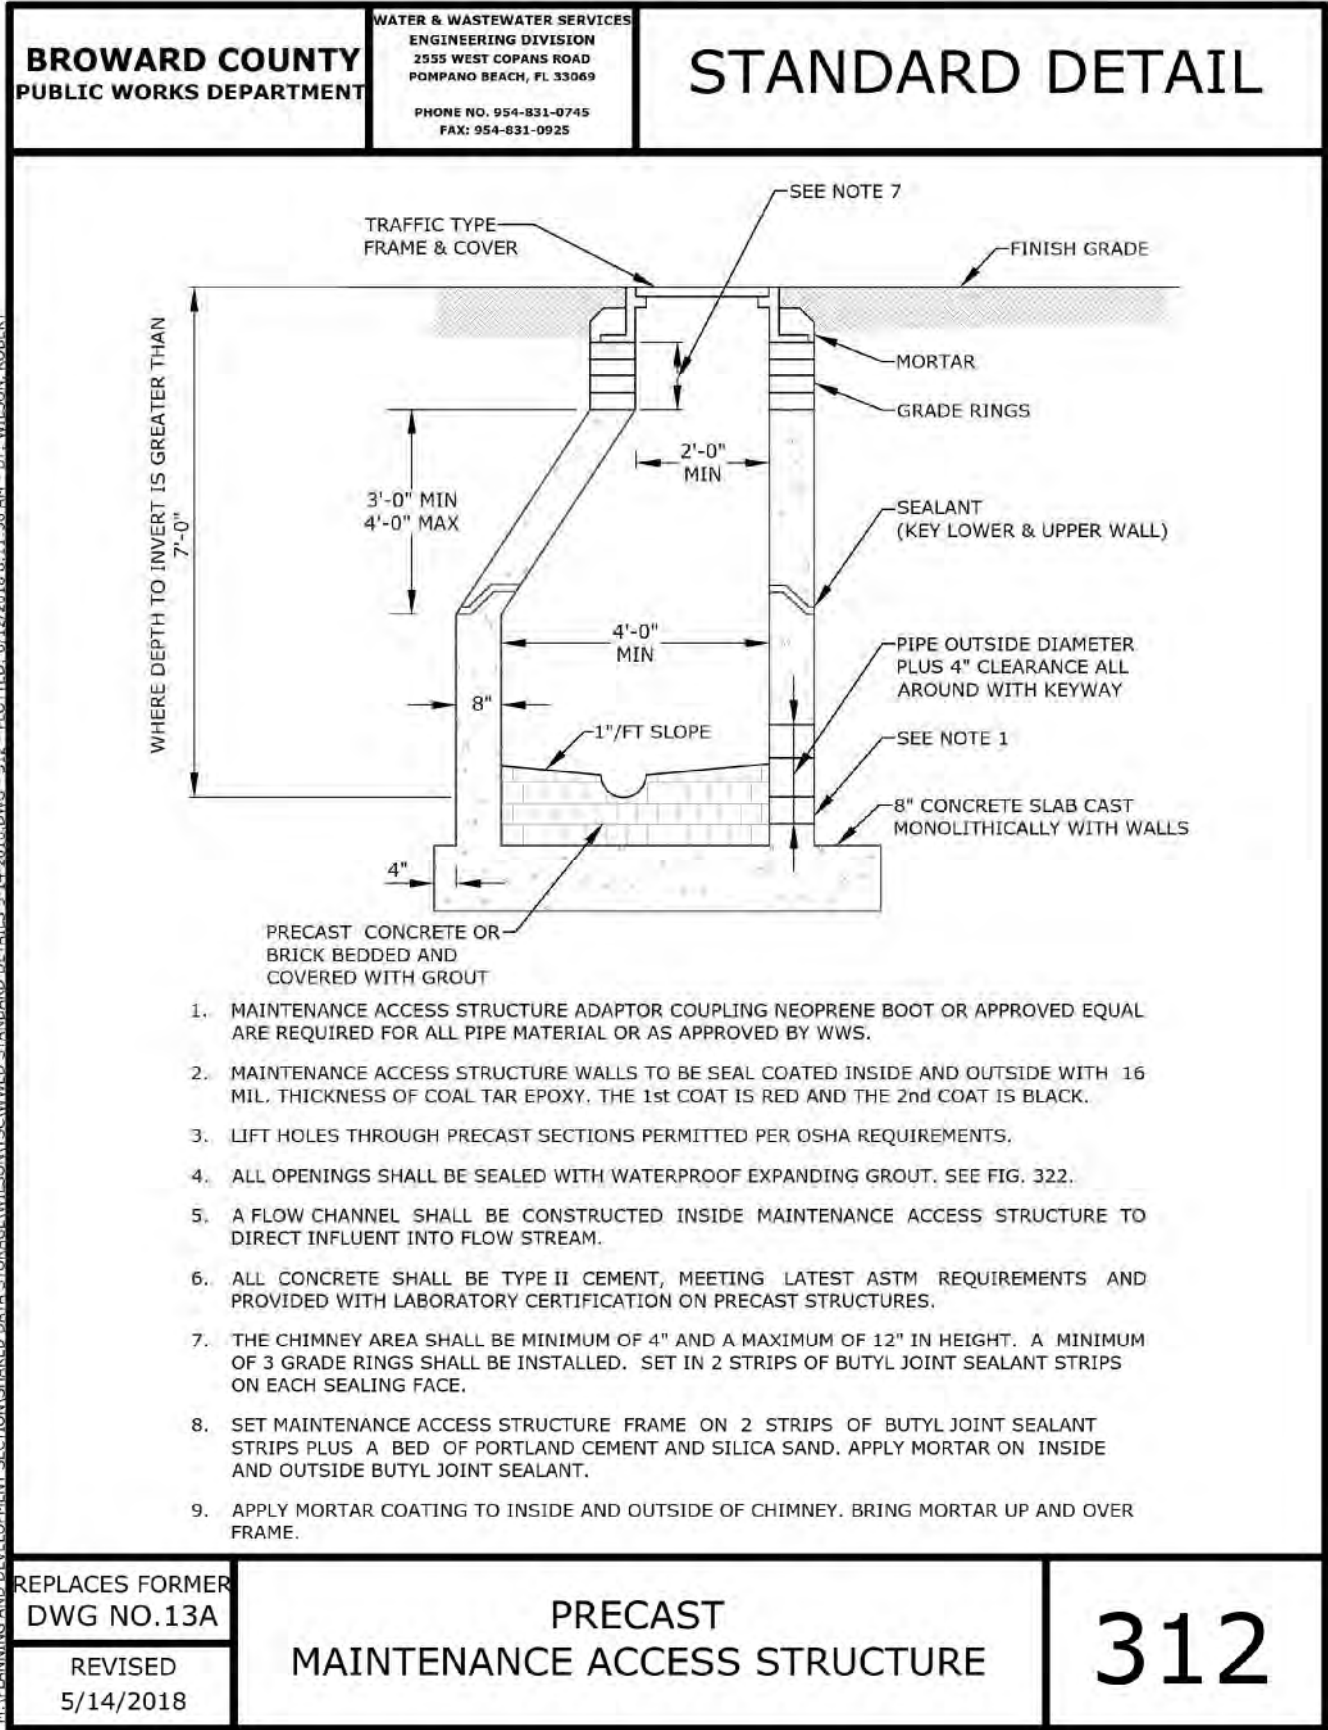 BROWARD COUNTY
PUBLIC WORKS DEPARTMENT
WATER & WASTEWATER SERVICES
ENGINEERING DIVISION
2555 WEST COPANS ROAD
POMPANO BEACH, FL 33069
PHONE NO. 954-831-0745
FAX: 954-831-0925
STANDARD DETAIL
SEE NOTE 7
TRAFFIC TYPE
FRAME & COVER
FINISH GRADE
MORTAR
GRADE RINGS
2'-0"
MIN
3'-0" MIN
4'-0" MAX
WHERE DEPTH TO INVERT IS GREATER THAN
7'-0"
SEALANT
(KEY LOWER & UPPER WALL)
4'-0"
MIN
PIPE OUTSIDE DIAMETER
PLUS 4" CLEARANCE ALL
AROUND WITH KEYWAY
8"
1"/FT SLOPE
SEE NOTE 1
8" CONCRETE SLAB CAST
MONOLITHICALLY WITH WALLS
4"
PRECAST CONCRETE OR
BRICK BEDDED AND
COVERED WITH GROUT
1. MAINTENANCE ACCESS STRUCTURE ADAPTOR COUPLING NEOPRENE BOOT OR APPROVED EQUAL
ARE REQUIRED FOR ALL PIPE MATERIAL OR AS APPROVED BY WWS.
2. MAINTENANCE ACCESS STRUCTURE WALLS TO BE SEAL COATED INSIDE AND OUTSIDE WITH 16
MIL. THICKNESS OF COAL TAR EPOXY. THE 1st COAT IS RED AND THE 2nd COAT IS BLACK.
3. LIFT HOLES THROUGH PRECAST SECTIONS PERMITTED PER OSHA REQUIREMENTS.
4. ALL OPENINGS SHALL BE SEALED WITH WATERPROOF EXPANDING GROUT. SEE FIG. 322.
5. A FLOW CHANNEL SHALL BE CONSTRUCTED INSIDE MAINTENANCE ACCESS STRUCTURE TO
DIRECT INFLUENT INTO FLOW STREAM.
6. ALL CONCRETE SHALL BE TYPE II CEMENT, MEETING LATEST ASTM REQUIREMENTS AND
PROVIDED WITH LABORATORY CERTIFICATION ON PRECAST STRUCTURES.
7. THE CHIMNEY AREA SHALL BE MINIMUM OF 4" AND A MAXIMUM OF 12" IN HEIGHT. A MINIMUM
OF 3 GRADE RINGS SHALL BE INSTALLED. SET IN 2 STRIPS OF BUTYL JOINT SEALANT STRIPS
ON EACH SEALING FACE.
8. SET MAINTENANCE ACCESS STRUCTURE FRAME ON 2 STRIPS OF BUTYL JOINT SEALANT
STRIPS PLUS A BED OF PORTLAND CEMENT AND SILICA SAND. APPLY MORTAR ON INSIDE
AND OUTSIDE BUTYL JOINT SEALANT.
9. APPLY MORTAR COATING TO INSIDE AND OUTSIDE OF CHIMNEY. BRING MORTAR UP AND OVER
FRAME.
REPLACES FORMER
DWG NO.13A
REVISED
5/14/2018
PRECAST
MAINTENANCE ACCESS STRUCTURE
312